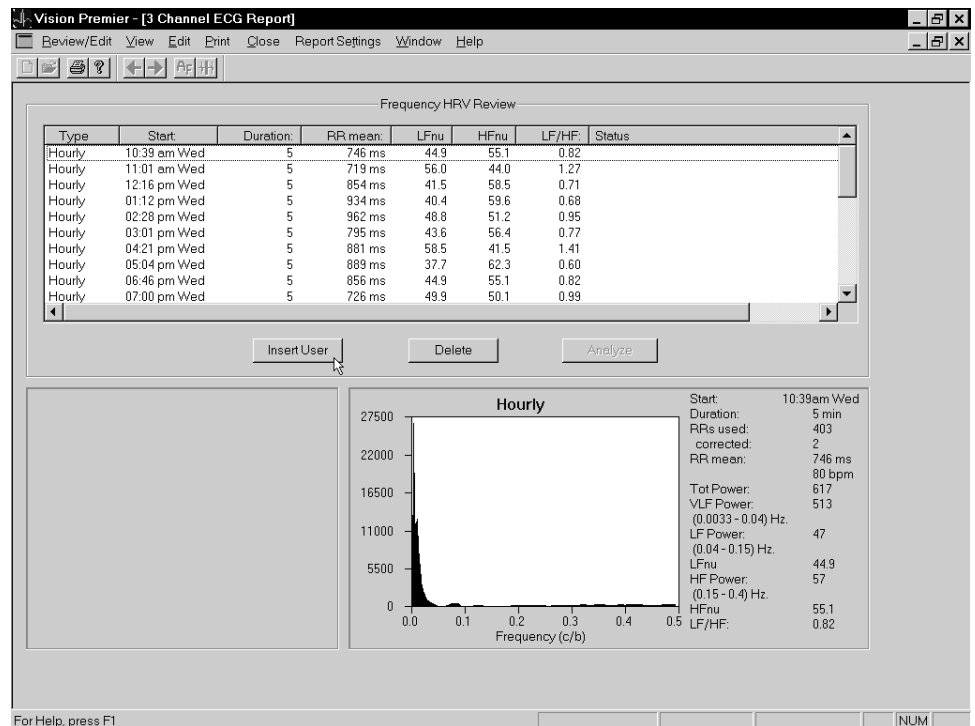 Vision Premier - [3 Channel ECG Report]
Review/Edit View Edit Print Close Report Settings Window Help
AF
Frequency HRV Review
Type Start: Duration: RR mean: LFnu HFnu LF/HF: Status
Hourly 10:39 am Wed 5 746 ms 44.9 55.1 0.82
Hourly 11:01 am Wed 5 719 ms 56.0 44.0 1.27
Hourly 12:16 pm Wed 5 854 ms 41.5 58.5 0.71
Hourly 01:12 pm Wed 5 934 ms 40.4 59.6 0.68
Hourly 02:28 pm Wed 5 962 ms 48.8 51.2 0.95
Hourly 03:01 pm Wed 5 795 ms 43.6 56.4 0.77
Hourly 04:21 pm Wed 5 881 ms 58.5 41.5 1.41
Hourly 05:04 pm Wed 5 889 ms 37.7 62.3 0.60
Hourly 06:46 pm Wed 5 856 ms 44.9 55.1 0.82
Hourly 07:00 pm Wed 5 726 ms 49.9 50.1 0.99
Insert User Delete Analyze
Hourly
27500
22000
16500
11000
5500
0
0.0 0.1 0.2 0.3 0.4 0.5
Frequency (c/b)
Start: 10:39am Wed
Duration: 5 min
RRs used: 403
corrected: 2
RR mean: 746 ms
80 bpm
Tot Power: 617
VLF Power: 513
(0.0033 - 0.04) Hz.
LF Power: 47
(0.04 - 0.15) Hz.
LFnu 44.9
HF Power: 57
(0.15 - 0.4) Hz.
HFnu 55.1
LF/HF: 0.82
For Help, press F1 NUM